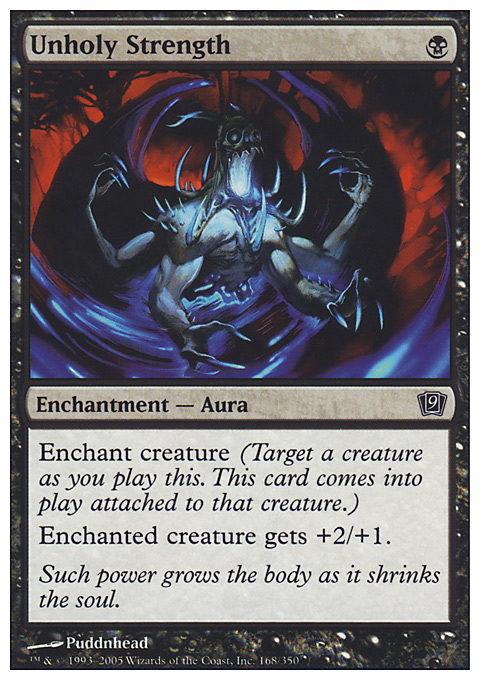 Unholy Strength
Enchantment — Aura
9
Enchant creature (Target a creature
as you play this. This card comes into
play attached to that creature.)
Enchanted creature gets +2/+1.
Such power grows the body as it shrinks
the soul.
Puddnhead
™ & © 1993–2005 Wizards of the Coast, Inc. 168/350